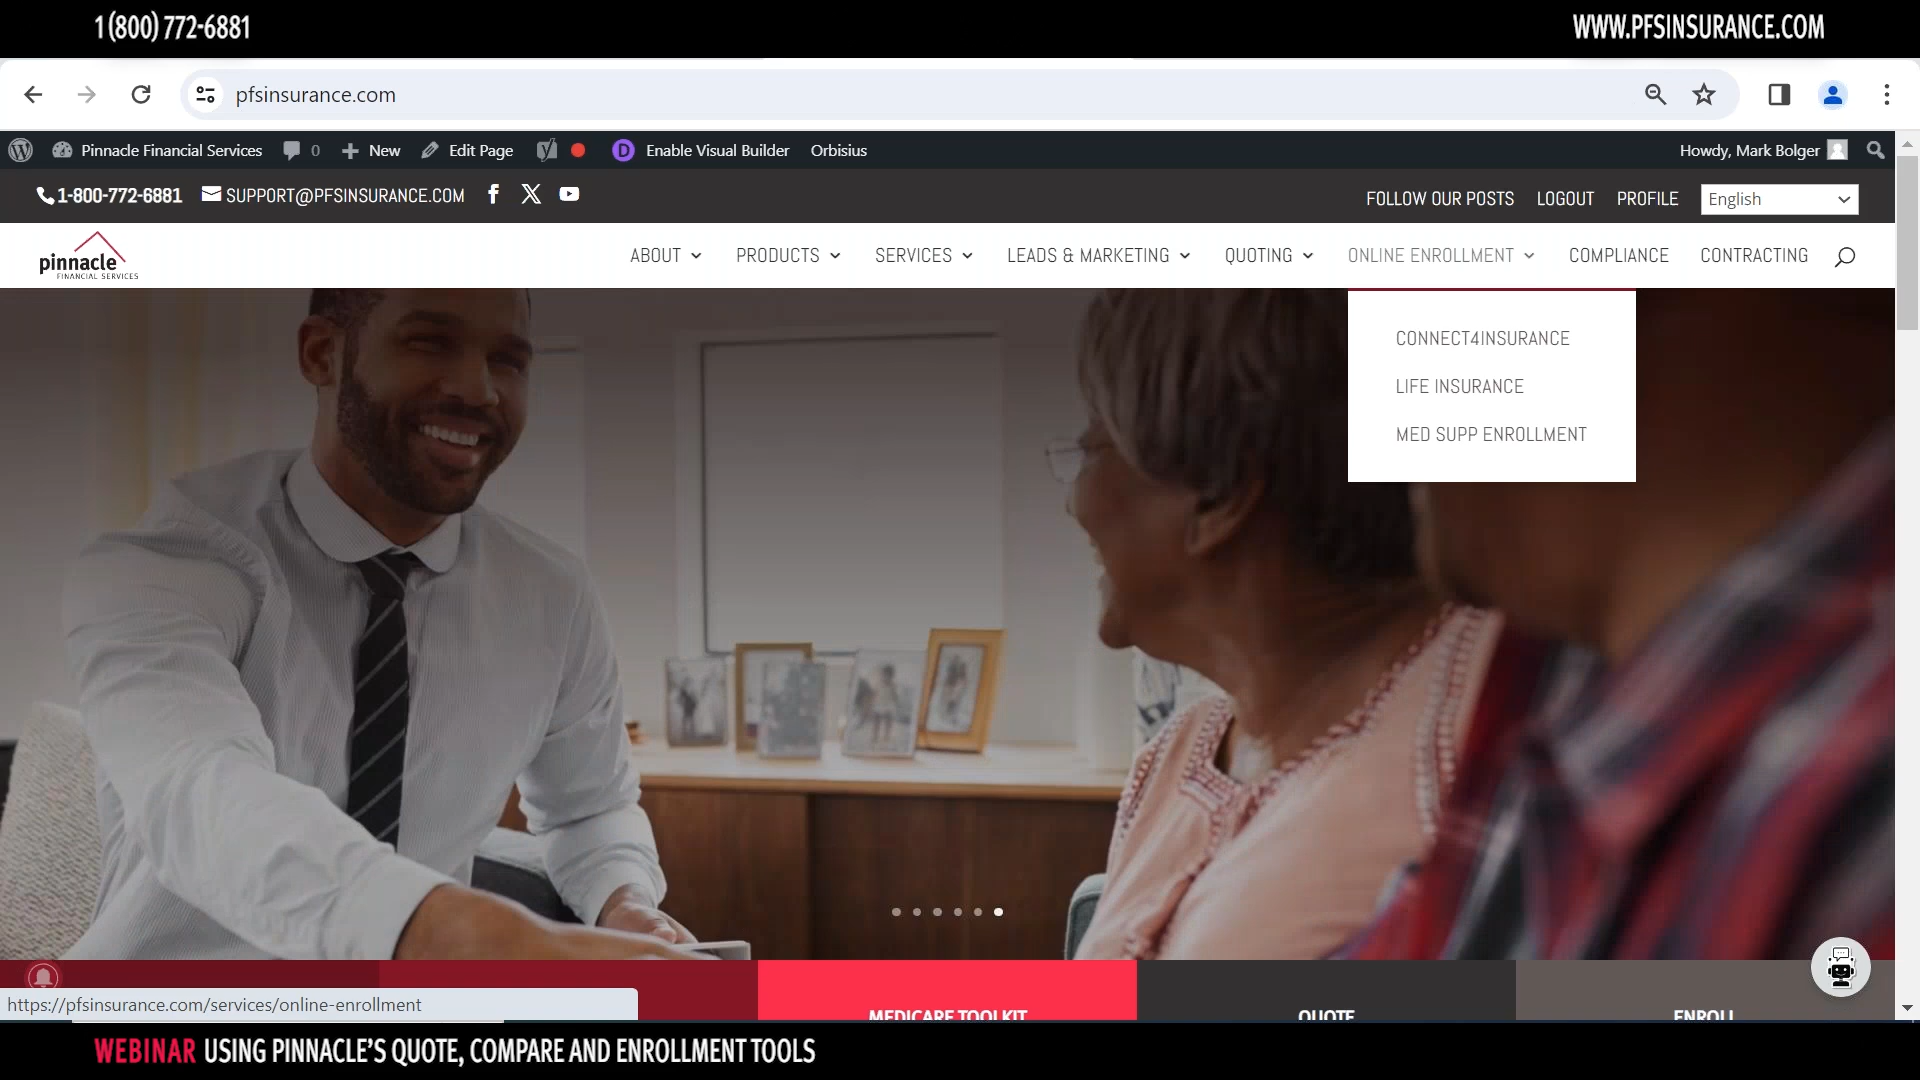 1 (800) 772-6881
WWW.PFSINSURANCE.COM
pfsinsurance.com
Pinnacle Financial Services 0 New Edit Page Enable Visual Builder Orbisius
Howdy, Mark Bolger
1-800-772-6881 SUPPORT@PFSINSURANCE.COM
FOLLOW OUR POSTS LOGOUT PROFILE English
pinnacle
FINANCIAL SERVICES
ABOUT PRODUCTS SERVICES LEADS & MARKETING QUOTING ONLINE ENROLLMENT COMPLIANCE CONTRACTING
CONNECT4INSURANCE
LIFE INSURANCE
MED SUPP ENROLLMENT
MEDICARE TOOLKIT
QUOTE
ENROLL
https://pfsinsurance.com/services/online-enrollment
WEBINAR USING PINNACLE'S QUOTE, COMPARE AND ENROLLMENT TOOLS